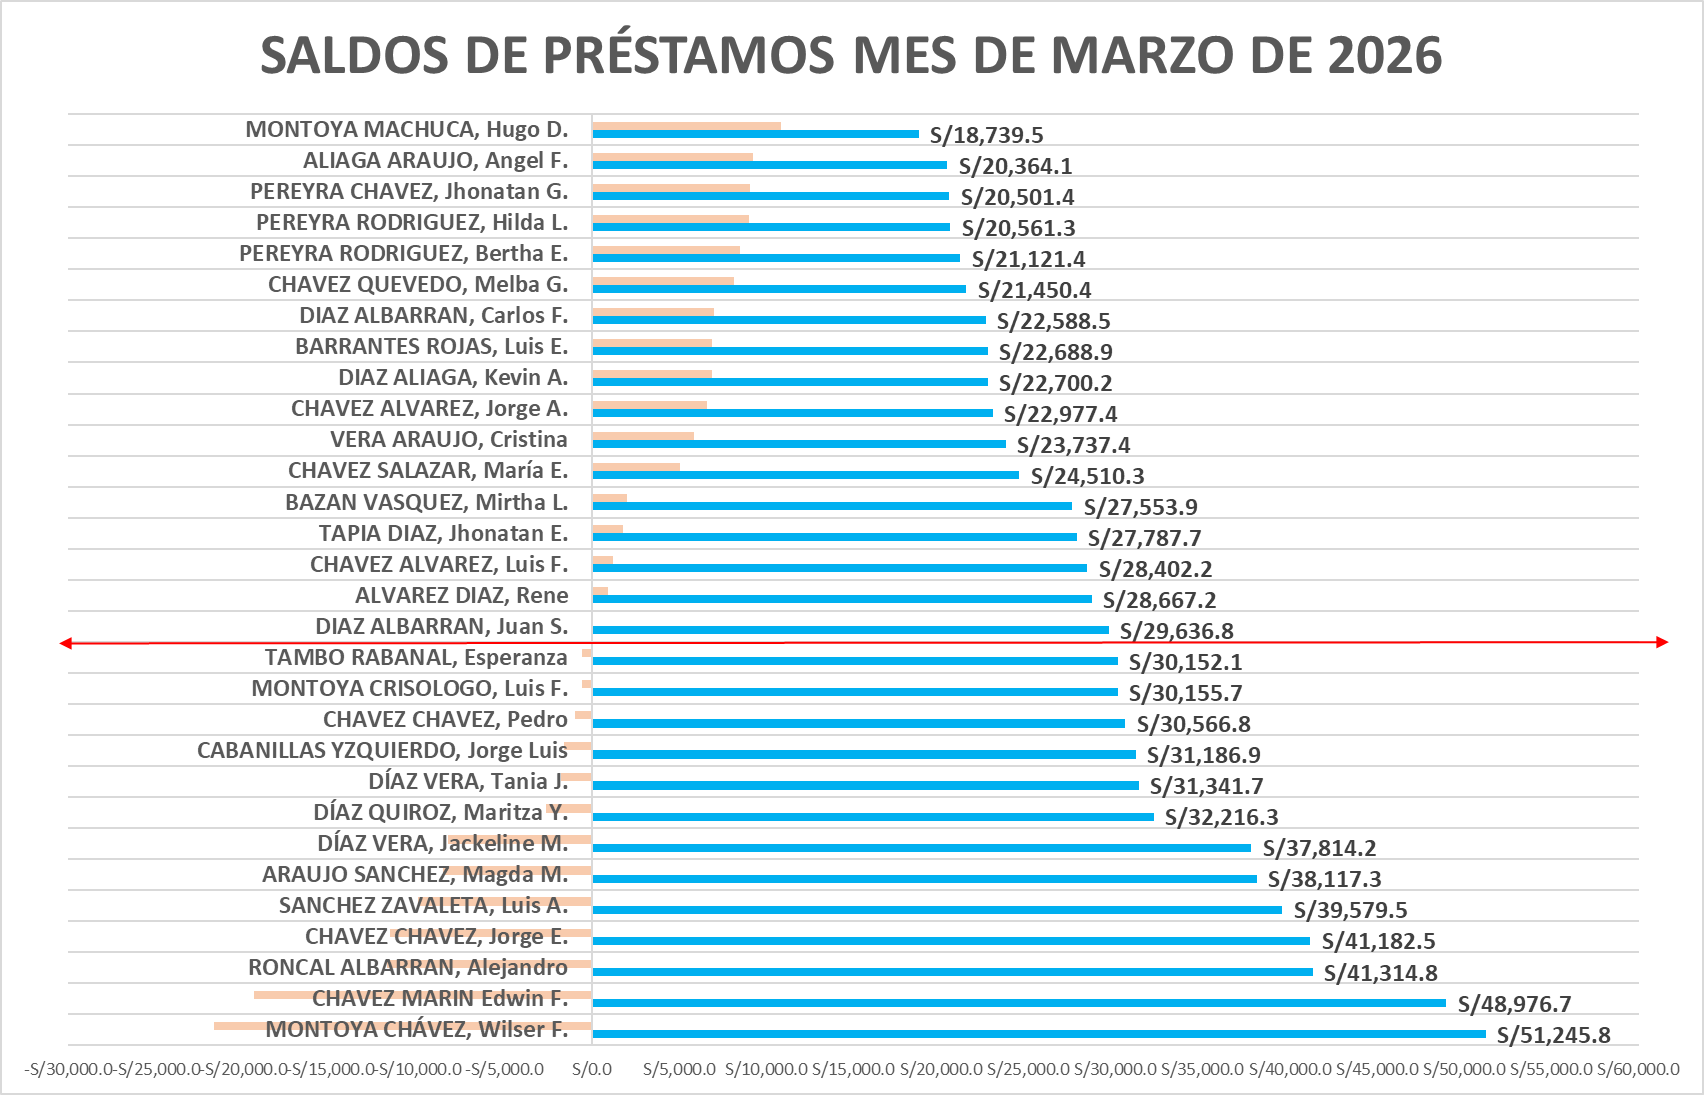 SALDOS DE PRÉSTAMOS MES DE MARZO DE 2026
MONTOYA MACHUCA, Hugo D. S/18,739.5
ALIAGA ARAUJO, Angel F. S/20,364.1
PEREYRA CHAVEZ, Jhonatan G. S/20,501.4
PEREYRA RODRIGUEZ, Hilda L. S/20,561.3
PEREYRA RODRIGUEZ, Bertha E. S/21,121.4
CHAVEZ QUEVEDO, Melba G. S/21,450.4
DIAZ ALBARRAN, Carlos F. S/22,588.5
BARRANTES ROJAS, Luis E. S/22,688.9
DIAZ ALIAGA, Kevin A. S/22,700.2
CHAVEZ ALVAREZ, Jorge A. S/22,977.4
VERA ARAUJO, Cristina S/23,737.4
CHAVEZ SALAZAR, María E. S/24,510.3
BAZAN VASQUEZ, Mirtha L. S/27,553.9
TAPIA DIAZ, Jhonatan E. S/27,787.7
CHAVEZ ALVAREZ, Luis F. S/28,402.2
ALVAREZ DIAZ, Rene S/28,667.2
DIAZ ALBARRAN, Juan S. S/29,636.8
TAMBO RABANAL, Esperanza S/30,152.1
MONTOYA CRISOLOGO, Luis F. S/30,155.7
CHAVEZ CHAVEZ, Pedro S/30,566.8
CABANILLAS YZQUIERDO, Jorge Luis S/31,186.9
DÍAZ VERA, Tania J. S/31,341.7
DÍAZ QUIROZ, Maritza Y. S/32,216.3
DÍAZ VERA, Jackeline M. S/37,814.2
ARAUJO SANCHEZ, Magda M. S/38,117.3
SANCHEZ ZAVALETA, Luis A. S/39,579.5
CHAVEZ CHAVEZ, Jorge E. S/41,182.5
RONCAL ALBARRAN, Alejandro S/41,314.8
CHAVEZ MARIN Edwin F. S/48,976.7
MONTOYA CHÁVEZ, Wilser F. S/51,245.8
-S/30,000.0 -S/25,000.0 -S/20,000.0 -S/15,000.0 -S/10,000.0 -S/5,000.0 S/0.0 S/5,000.0 S/10,000.0 S/15,000.0 S/20,000.0 S/25,000.0 S/30,000.0 S/35,000.0 S/40,000.0 S/45,000.0 S/50,000.0 S/55,000.0 S/60,000.0